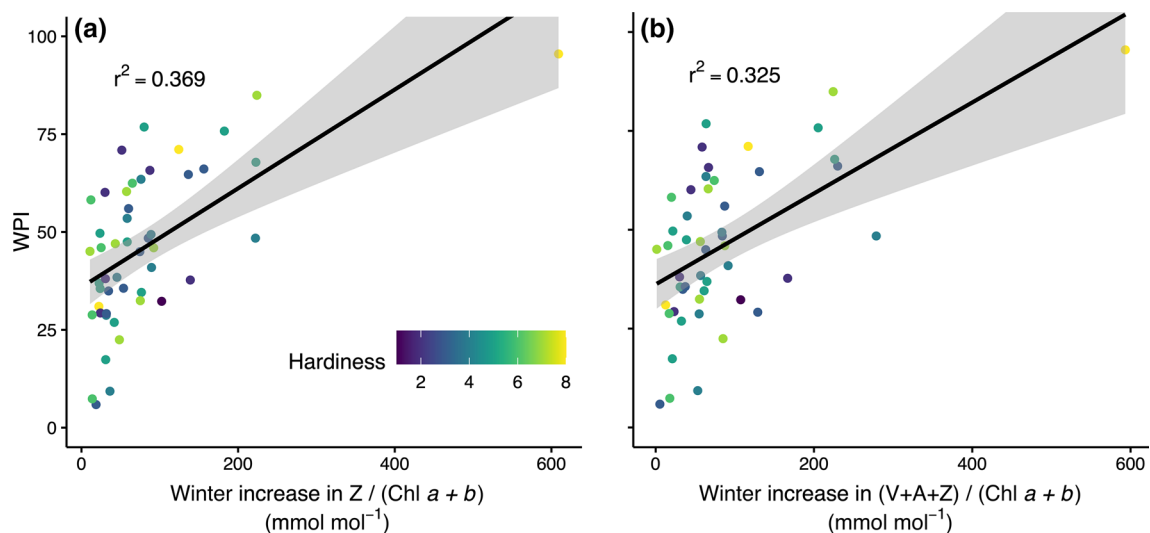 (a)
r² = 0.369
WPI
100
75
50
25
0
Hardiness
2 4 6 8
0 200 400 600
Winter increase in Z / (Chl a + b)
(mmol mol⁻¹)
(b)
r² = 0.325
0 200 400 600
Winter increase in (V+A+Z) / (Chl a + b)
(mmol mol⁻¹)